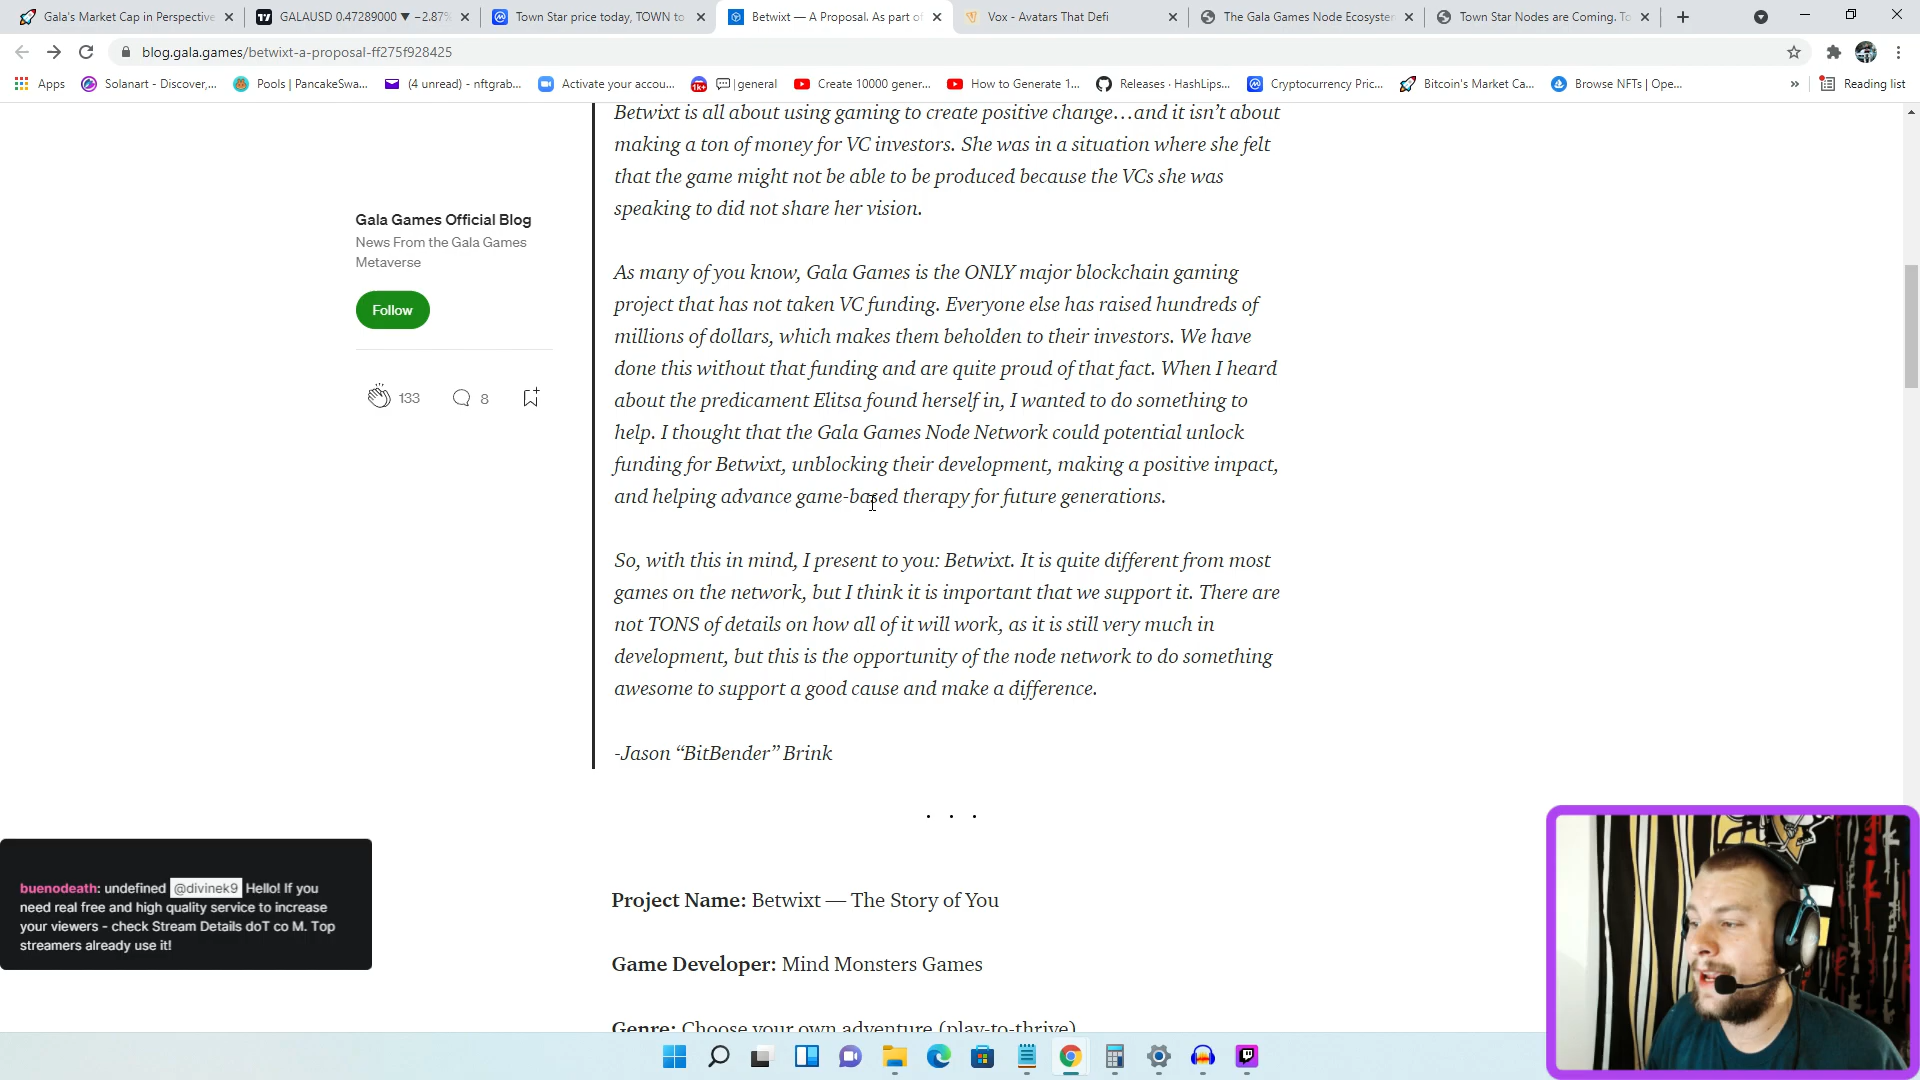 Gala's Market Cap in Perspective
GALAUSD 0.47289000 ▼ −2.87%
Town Star price today, TOWN to
Betwixt — A Proposal. As part of
Vox - Avatars That Defi
The Gala Games Node Ecosystem
Town Star Nodes are Coming. To
blog.gala.games/betwixt-a-proposal-ff275f928425
Apps
Solanart - Discover,...
Pools | PancakeSwa...
(4 unread) - nftgrab...
Activate your accou...
1k+
|general
Create 10000 gener...
How to Generate 1...
Releases · HashLips...
Cryptocurrency Pric...
Bitcoin's Market Ca...
Browse NFTs | Ope...
»
Reading list
Betwixt is all about using gaming to create positive change…and it isn’t about
making a ton of money for VC investors. She was in a situation where she felt
that the game might not be able to be produced because the VCs she was
speaking to did not share her vision.
Gala Games Official Blog
News From the Gala Games
Metaverse
Follow
133
8
As many of you know, Gala Games is the ONLY major blockchain gaming
project that has not taken VC funding. Everyone else has raised hundreds of
millions of dollars, which makes them beholden to their investors. We have
done this without that funding and are quite proud of that fact. When I heard
about the predicament Elitsa found herself in, I wanted to do something to
help. I thought that the Gala Games Node Network could potential unlock
funding for Betwixt, unblocking their development, making a positive impact,
and helping advance game-based therapy for future generations.
So, with this in mind, I present to you: Betwixt. It is quite different from most
games on the network, but I think it is important that we support it. There are
not TONS of details on how all of it will work, as it is still very much in
development, but this is the opportunity of the node network to do something
awesome to support a good cause and make a difference.
-Jason “BitBender” Brink
. . .
Project Name: Betwixt — The Story of You
Game Developer: Mind Monsters Games
Genre: Choose your own adventure (play-to-thrive)
buenodeath: undefined @divinek9 Hello! If you
need real free and high quality service to increase
your viewers - check Stream Details doT co M. Top
streamers already use it!